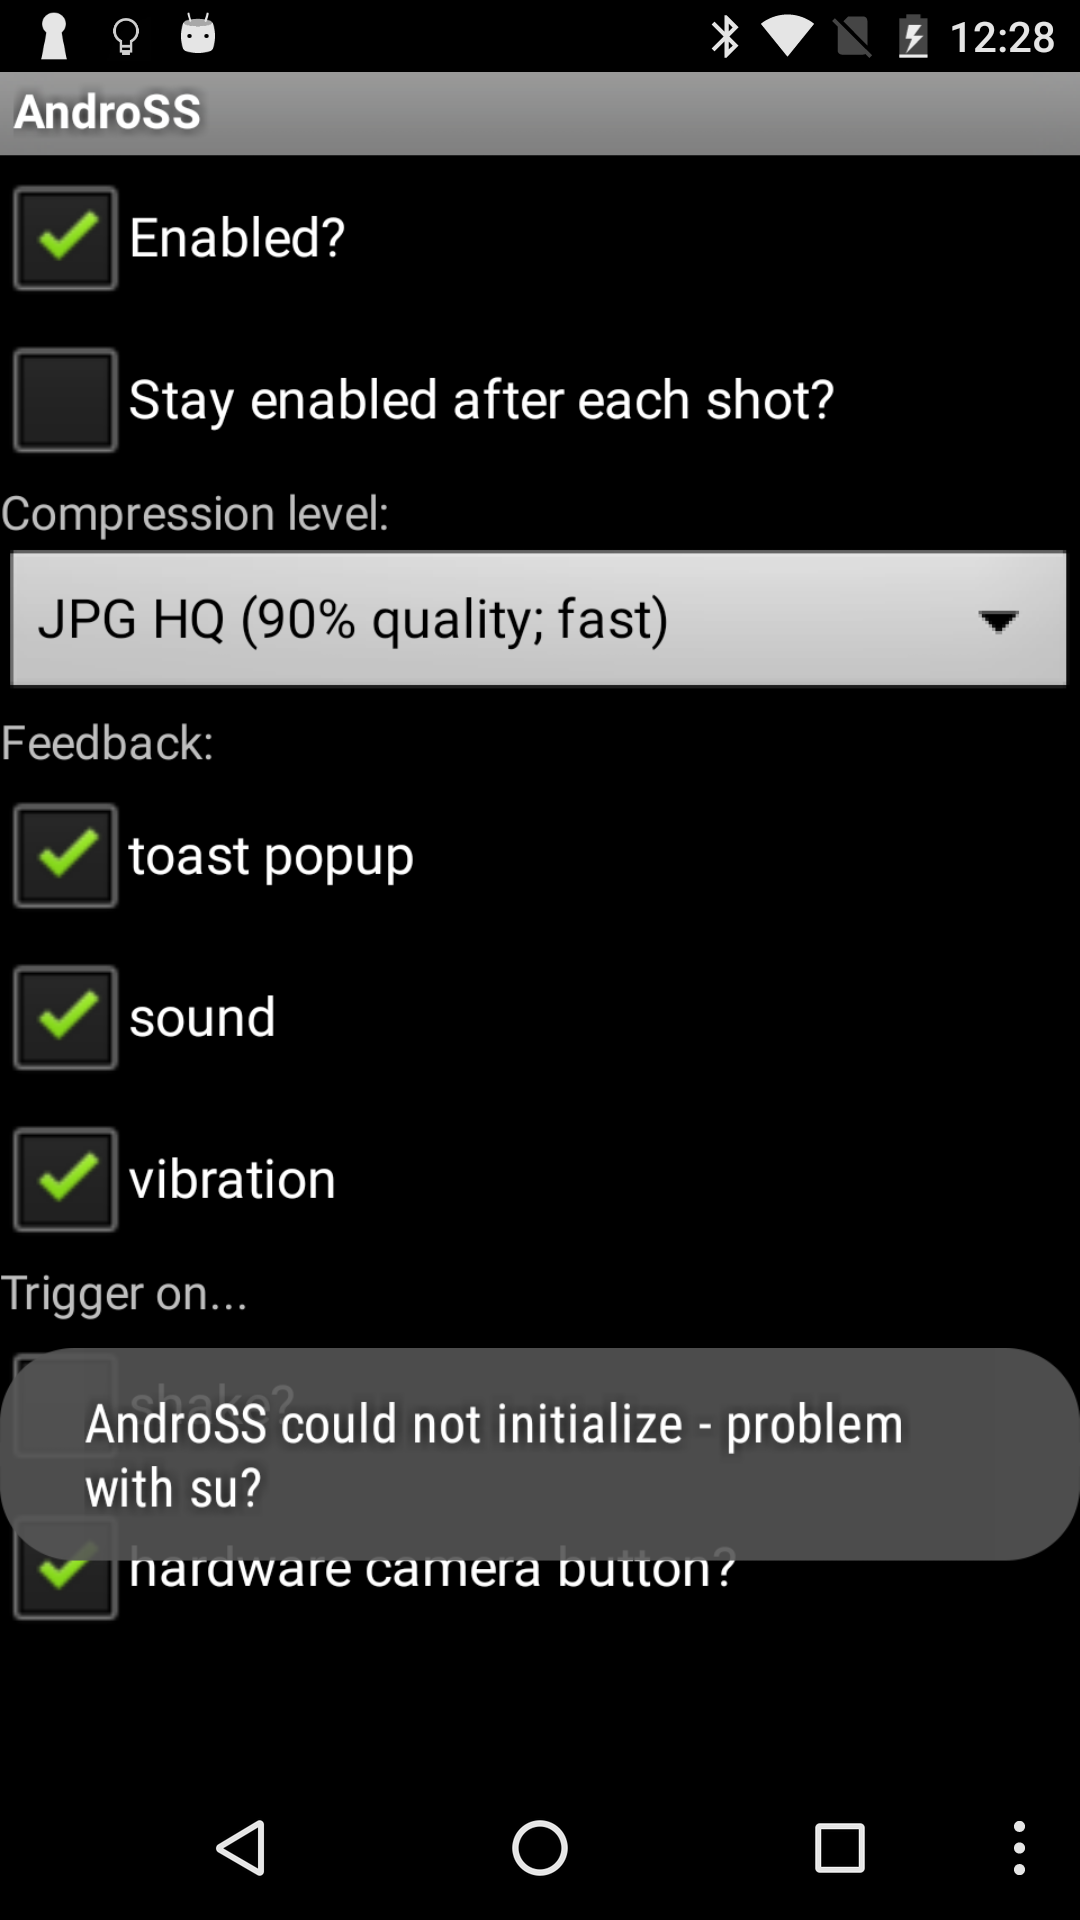 12:28
AndroSS
Enabled?
Stay enabled after each shot?
Compression level:
JPG HQ (90% quality; fast)
Feedback:
toast popup
sound
vibration
Trigger on...
shake?
AndroSS could not initialize - problem
with su?
hardware camera button?